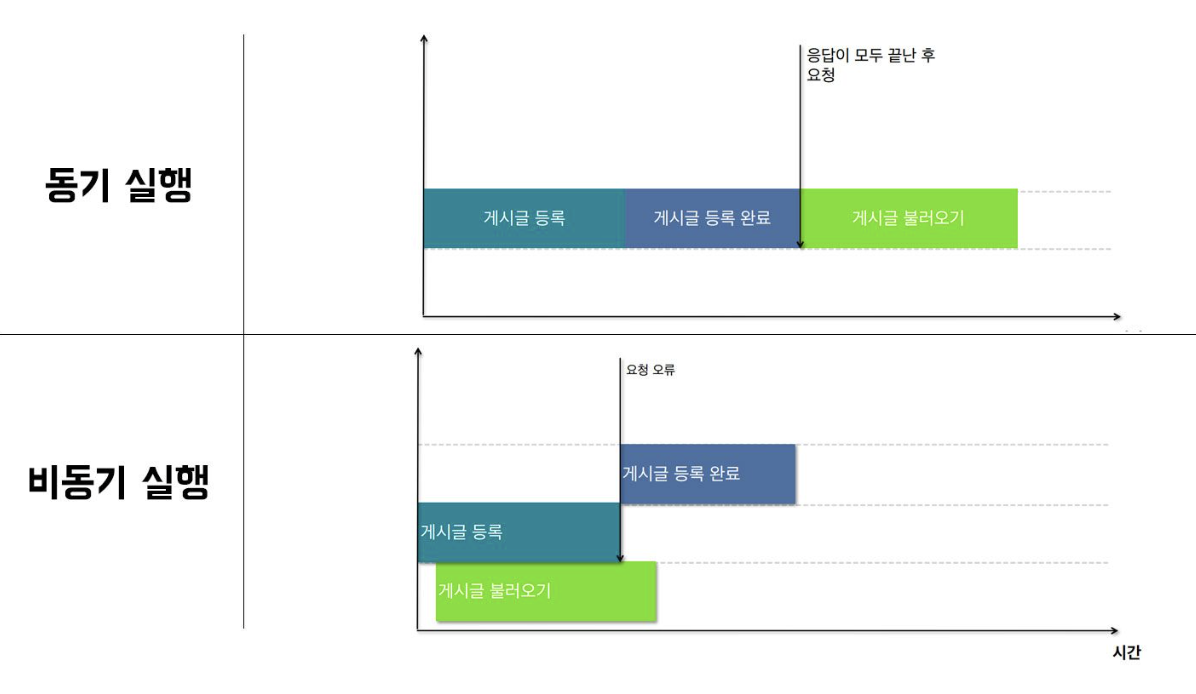 동기 실행
응답이 모두 끝난 후
요청
게시글 등록
게시글 등록 완료
게시글 불러오기
비동기 실행
요청 오류
게시글 등록 완료
게시글 등록
게시글 불러오기
시간